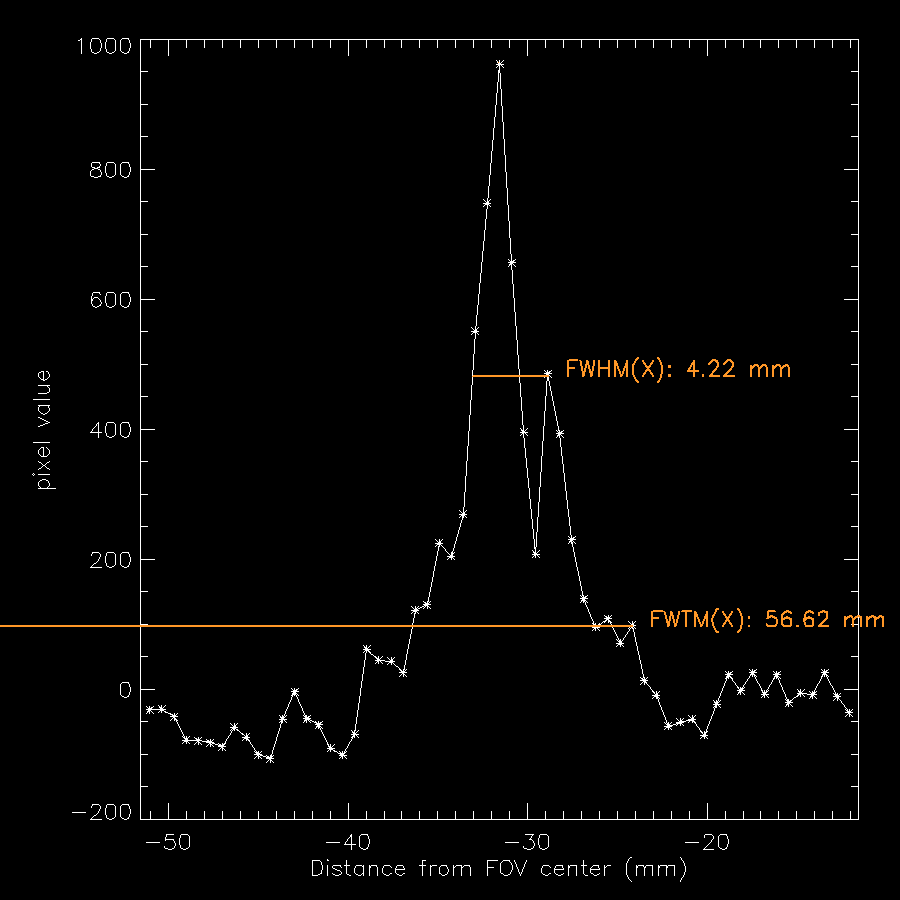 1000
800
600
400
200
0
−200
pixel value
FWHM(X): 4.22 mm
FWTM(X): 56.62 mm
−50 −40 −30 −20
Distance from FOV center (mm)